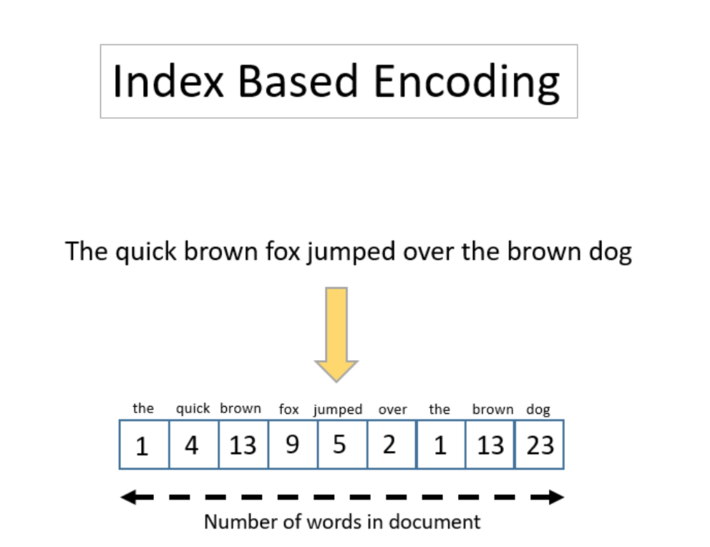 Index Based Encoding
The quick brown fox jumped over the brown dog
the quick brown fox jumped over the brown dog
1 4 13 9 5 2 1 13 23
Number of words in document